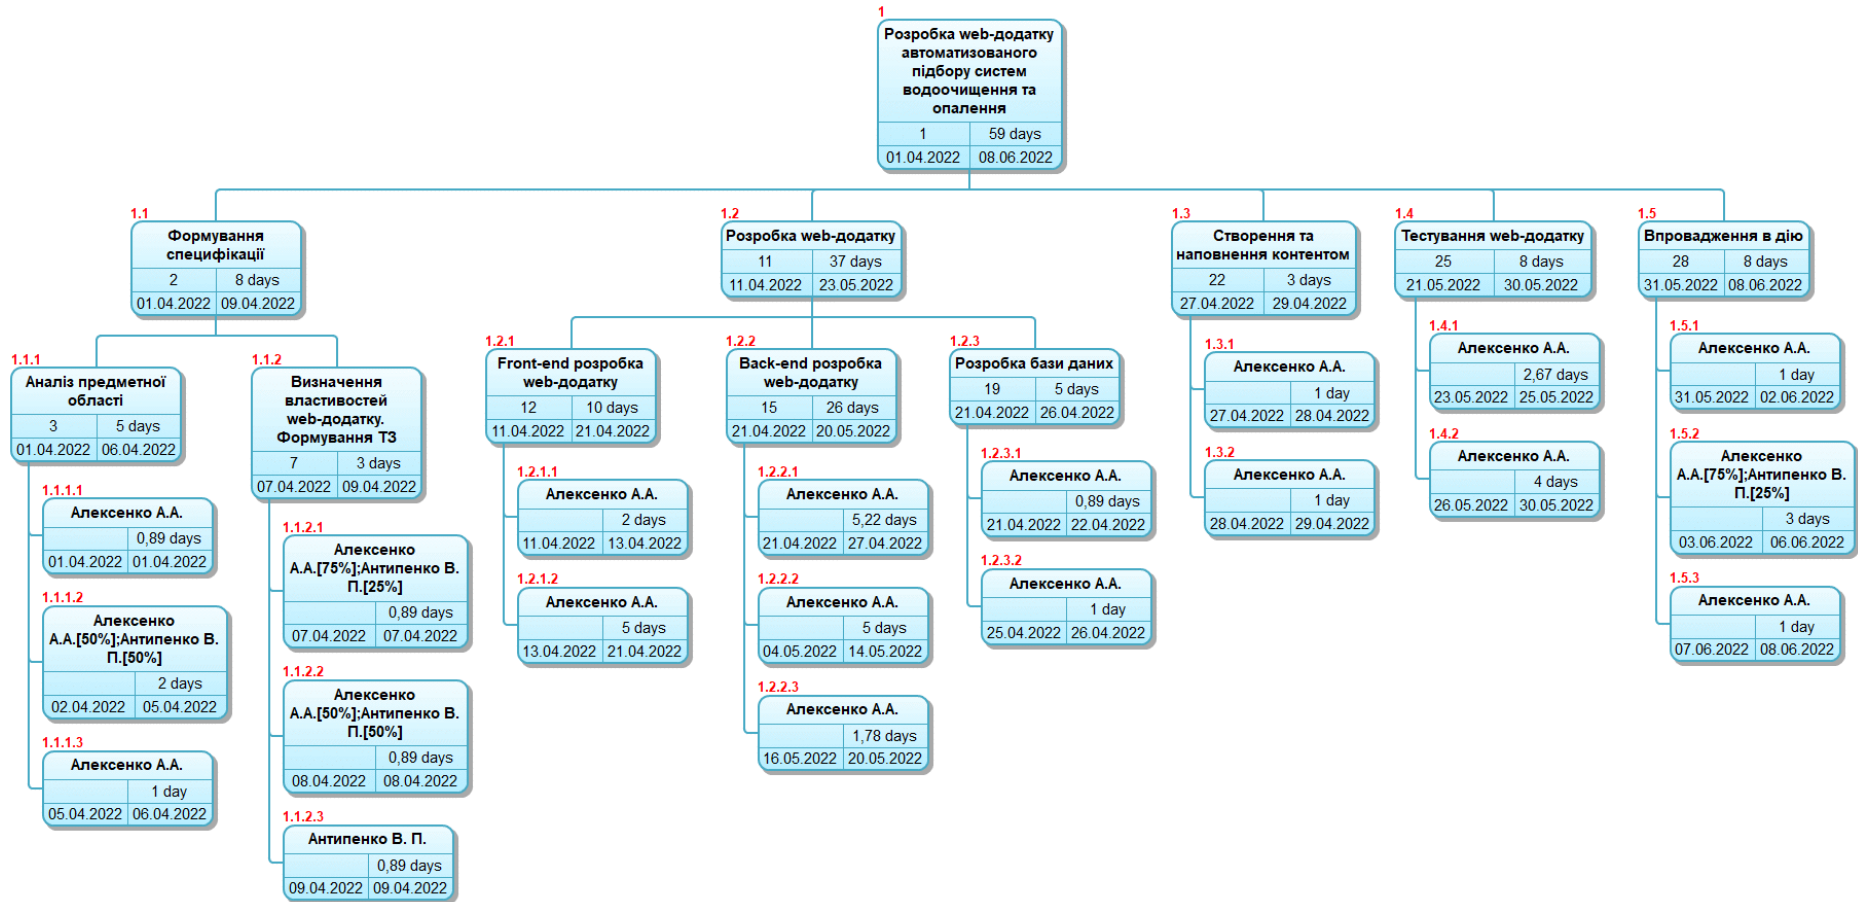 1
Розробка web-додатку
автоматизованого
підбору систем
водоочищення та
опалення
1 59 days
01.04.2022 08.06.2022
1.1
Формування
специфікації
2 8 days
01.04.2022 09.04.2022
1.2
Розробка web-додатку
11 37 days
11.04.2022 23.05.2022
1.3
Створення та
наповнення контентом
22 3 days
27.04.2022 29.04.2022
1.4
Тестування web-додатку
25 8 days
21.05.2022 30.05.2022
1.5
Впровадження в дію
28 8 days
31.05.2022 08.06.2022
1.1.1
Аналіз предметної
області
3 5 days
01.04.2022 06.04.2022
1.1.1.1
Алексенко А.А.
0,89 days
01.04.2022 01.04.2022
1.1.1.2
Алексенко
А.А.[50%];Антипенко В.
П.[50%]
2 days
02.04.2022 05.04.2022
1.1.1.3
Алексенко А.А.
1 day
05.04.2022 06.04.2022
1.1.2
Визначення
властивостей
web-додатку.
Формування ТЗ
7 3 days
07.04.2022 09.04.2022
1.1.2.1
Алексенко
А.А.[75%];Антипенко В.
П.[25%]
0,89 days
07.04.2022 07.04.2022
1.1.2.2
Алексенко
А.А.[50%];Антипенко В.
П.[50%]
0,89 days
08.04.2022 08.04.2022
1.1.2.3
Антипенко В. П.
0,89 days
09.04.2022 09.04.2022
1.2.1
Front-end розробка
web-додатку
12 10 days
11.04.2022 21.04.2022
1.2.1.1
Алексенко А.А.
2 days
11.04.2022 13.04.2022
1.2.1.2
Алексенко А.А.
5 days
13.04.2022 21.04.2022
1.2.2
Back-end розробка
web-додатку
15 26 days
21.04.2022 20.05.2022
1.2.2.1
Алексенко А.А.
5,22 days
21.04.2022 27.04.2022
1.2.2.2
Алексенко А.А.
5 days
04.05.2022 14.05.2022
1.2.2.3
Алексенко А.А.
1,78 days
16.05.2022 20.05.2022
1.2.3
Розробка бази даних
19 5 days
21.04.2022 26.04.2022
1.2.3.1
Алексенко А.А.
0,89 days
21.04.2022 22.04.2022
1.2.3.2
Алексенко А.А.
1 day
25.04.2022 26.04.2022
1.3.1
Алексенко А.А.
1 day
27.04.2022 28.04.2022
1.3.2
Алексенко А.А.
1 day
28.04.2022 29.04.2022
1.4.1
Алексенко А.А.
2,67 days
23.05.2022 25.05.2022
1.4.2
Алексенко А.А.
4 days
26.05.2022 30.05.2022
1.5.1
Алексенко А.А.
1 day
31.05.2022 02.06.2022
1.5.2
Алексенко
А.А.[75%];Антипенко В.
П.[25%]
3 days
03.06.2022 06.06.2022
1.5.3
Алексенко А.А.
1 day
07.06.2022 08.06.2022